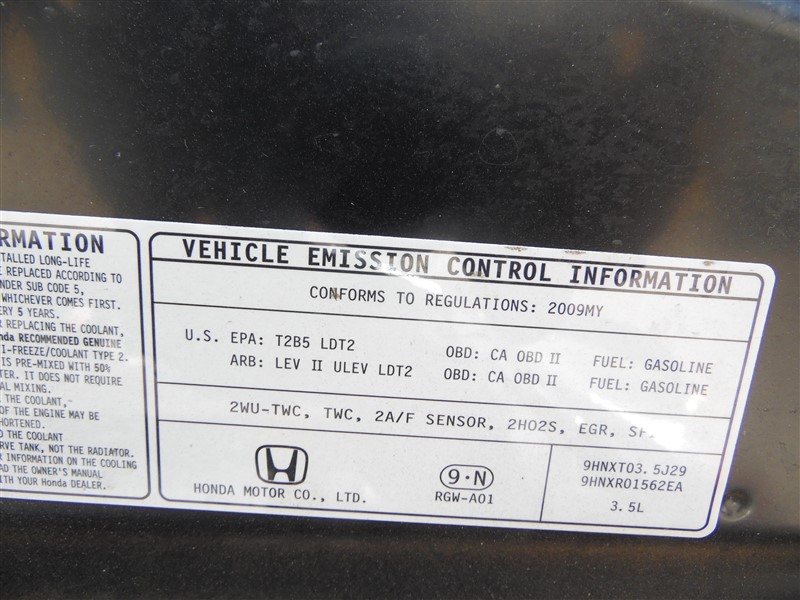 RMATION
TALLED LONG-LIFE
E REPLACED ACCORDING TO
NDER SUB CODE 5,
WHICHEVER COMES FIRST.
ERY 5 YEARS.
R REPLACING THE COOLANT,
nda RECOMMENDED GENUINE
I-FREEZE/COOLANT TYPE 2.
IS PRE-MIXED WITH 50%
TER. IT DOES NOT REQUIRE
AL MIXING.
THE COOLANT,
OF THE ENGINE MAY BE
HORTENED.
D THE COOLANT
RVE TANK, NOT THE RADIATOR.
R INFORMATION ON THE COOLING
AD THE OWNER'S MANUAL
WITH YOUR Honda DEALER.
VEHICLE EMISSION CONTROL INFORMATION
CONFORMS TO REGULATIONS: 2009MY
U.S. EPA: T2B5 LDT2 OBD: CA OBD II FUEL: GASOLINE
ARB: LEV II ULEV LDT2 OBD: CA OBD II FUEL: GASOLINE
2WU-TWC, TWC, 2A/F SENSOR, 2HO2S, EGR, SF
HONDA MOTOR CO., LTD.
9·N
RGW-A01
9HNXT03.5J29
9HNXR01562EA
3.5L